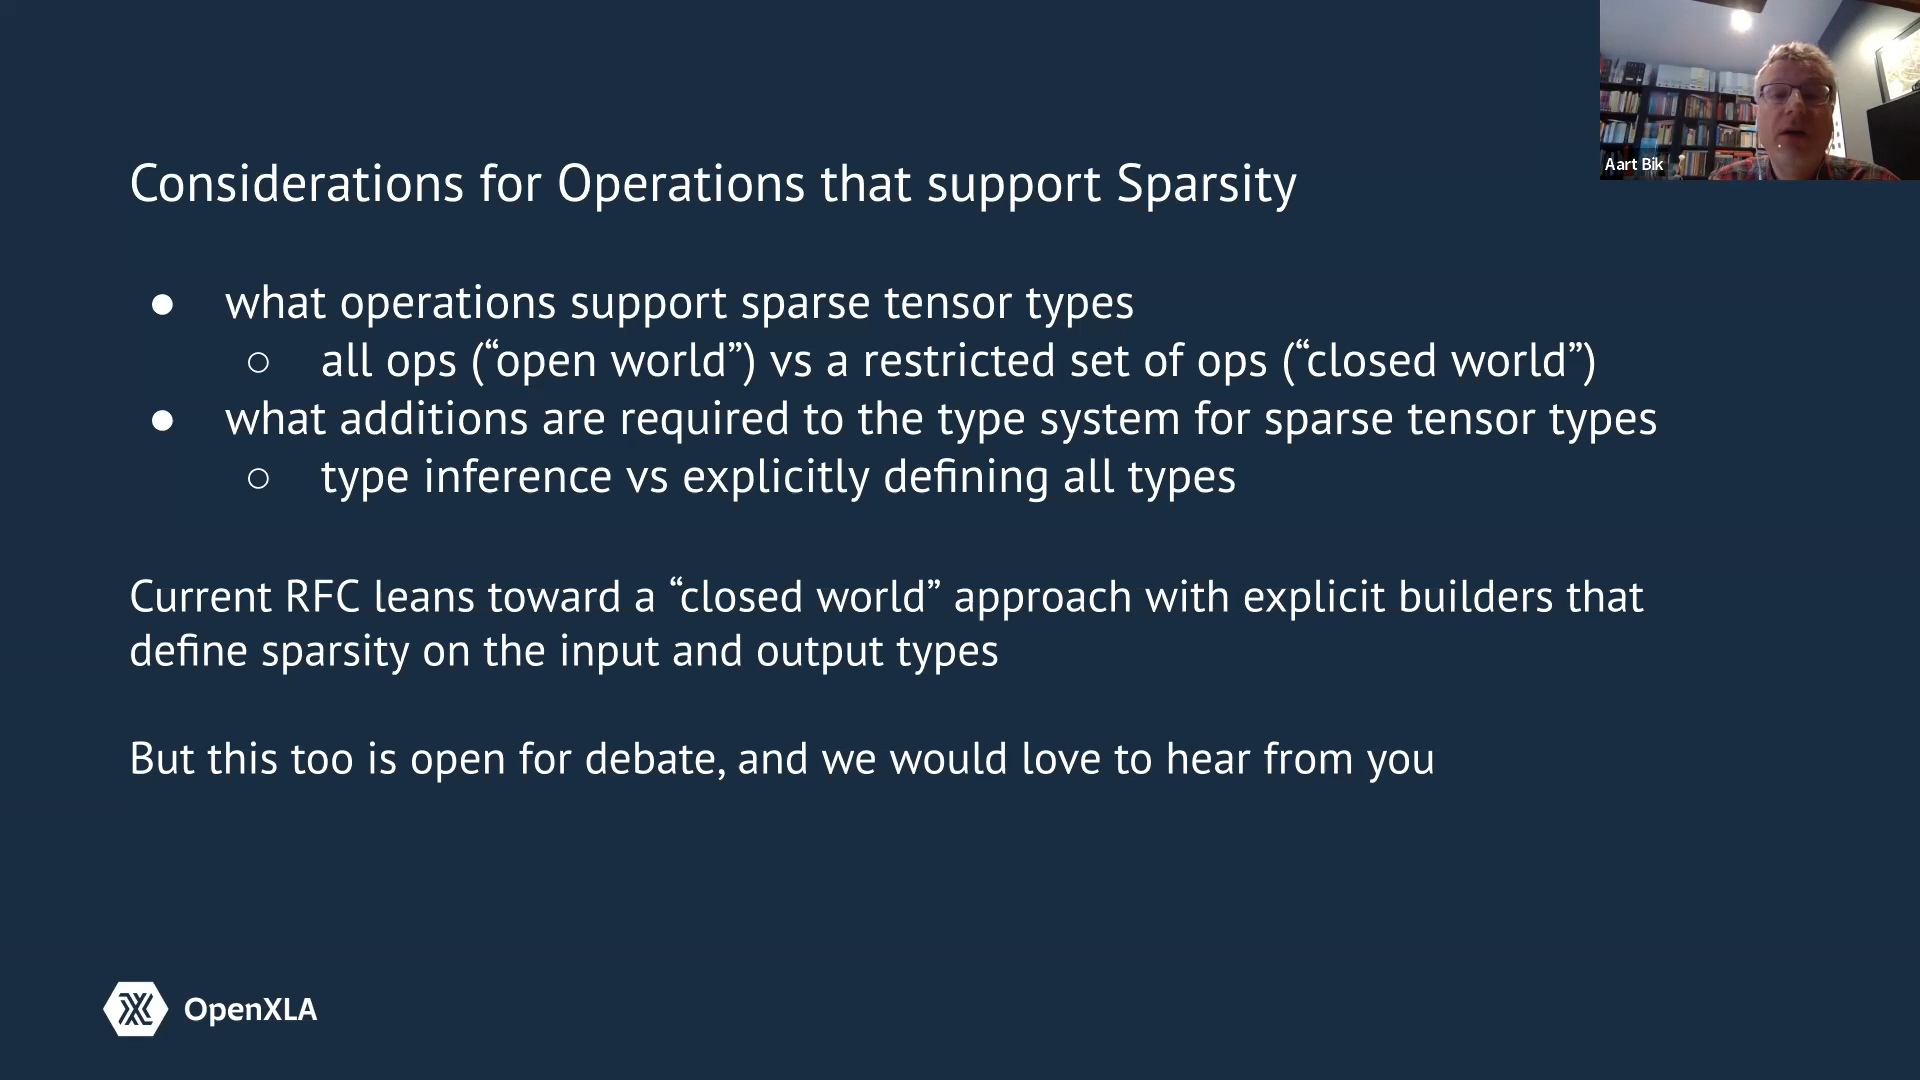 Aart Bik
Considerations for Operations that support Sparsity
● what operations support sparse tensor types
○ all ops (“open world”) vs a restricted set of ops (“closed world”)
● what additions are required to the type system for sparse tensor types
○ type inference vs explicitly defining all types
Current RFC leans toward a “closed world” approach with explicit builders that
define sparsity on the input and output types
But this too is open for debate, and we would love to hear from you
OpenXLA